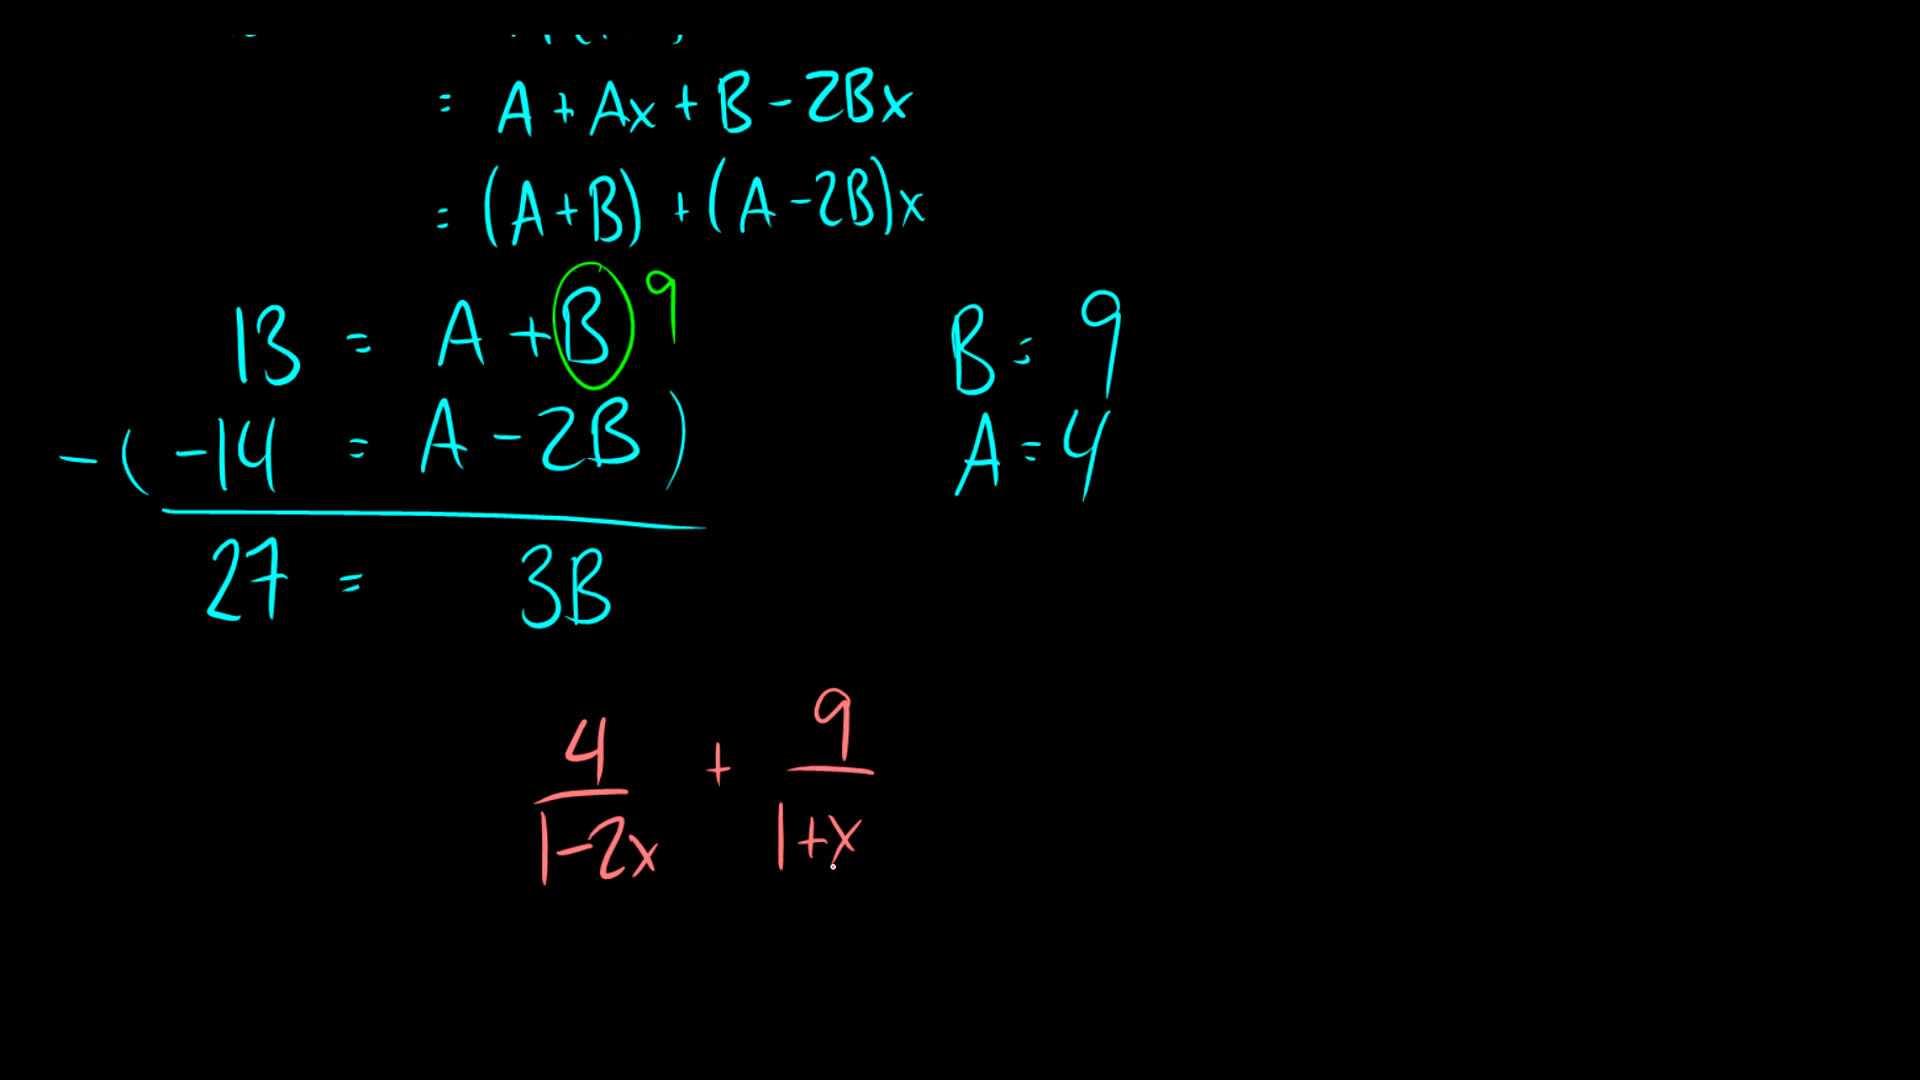 = A + Ax + B - 2Bx
= (A+B) + (A-2B)x
13 = A + B 9
-( -14 = A - 2B )
27 = 3B
B = 9
A = 4
4/1-2x + 9/1+x